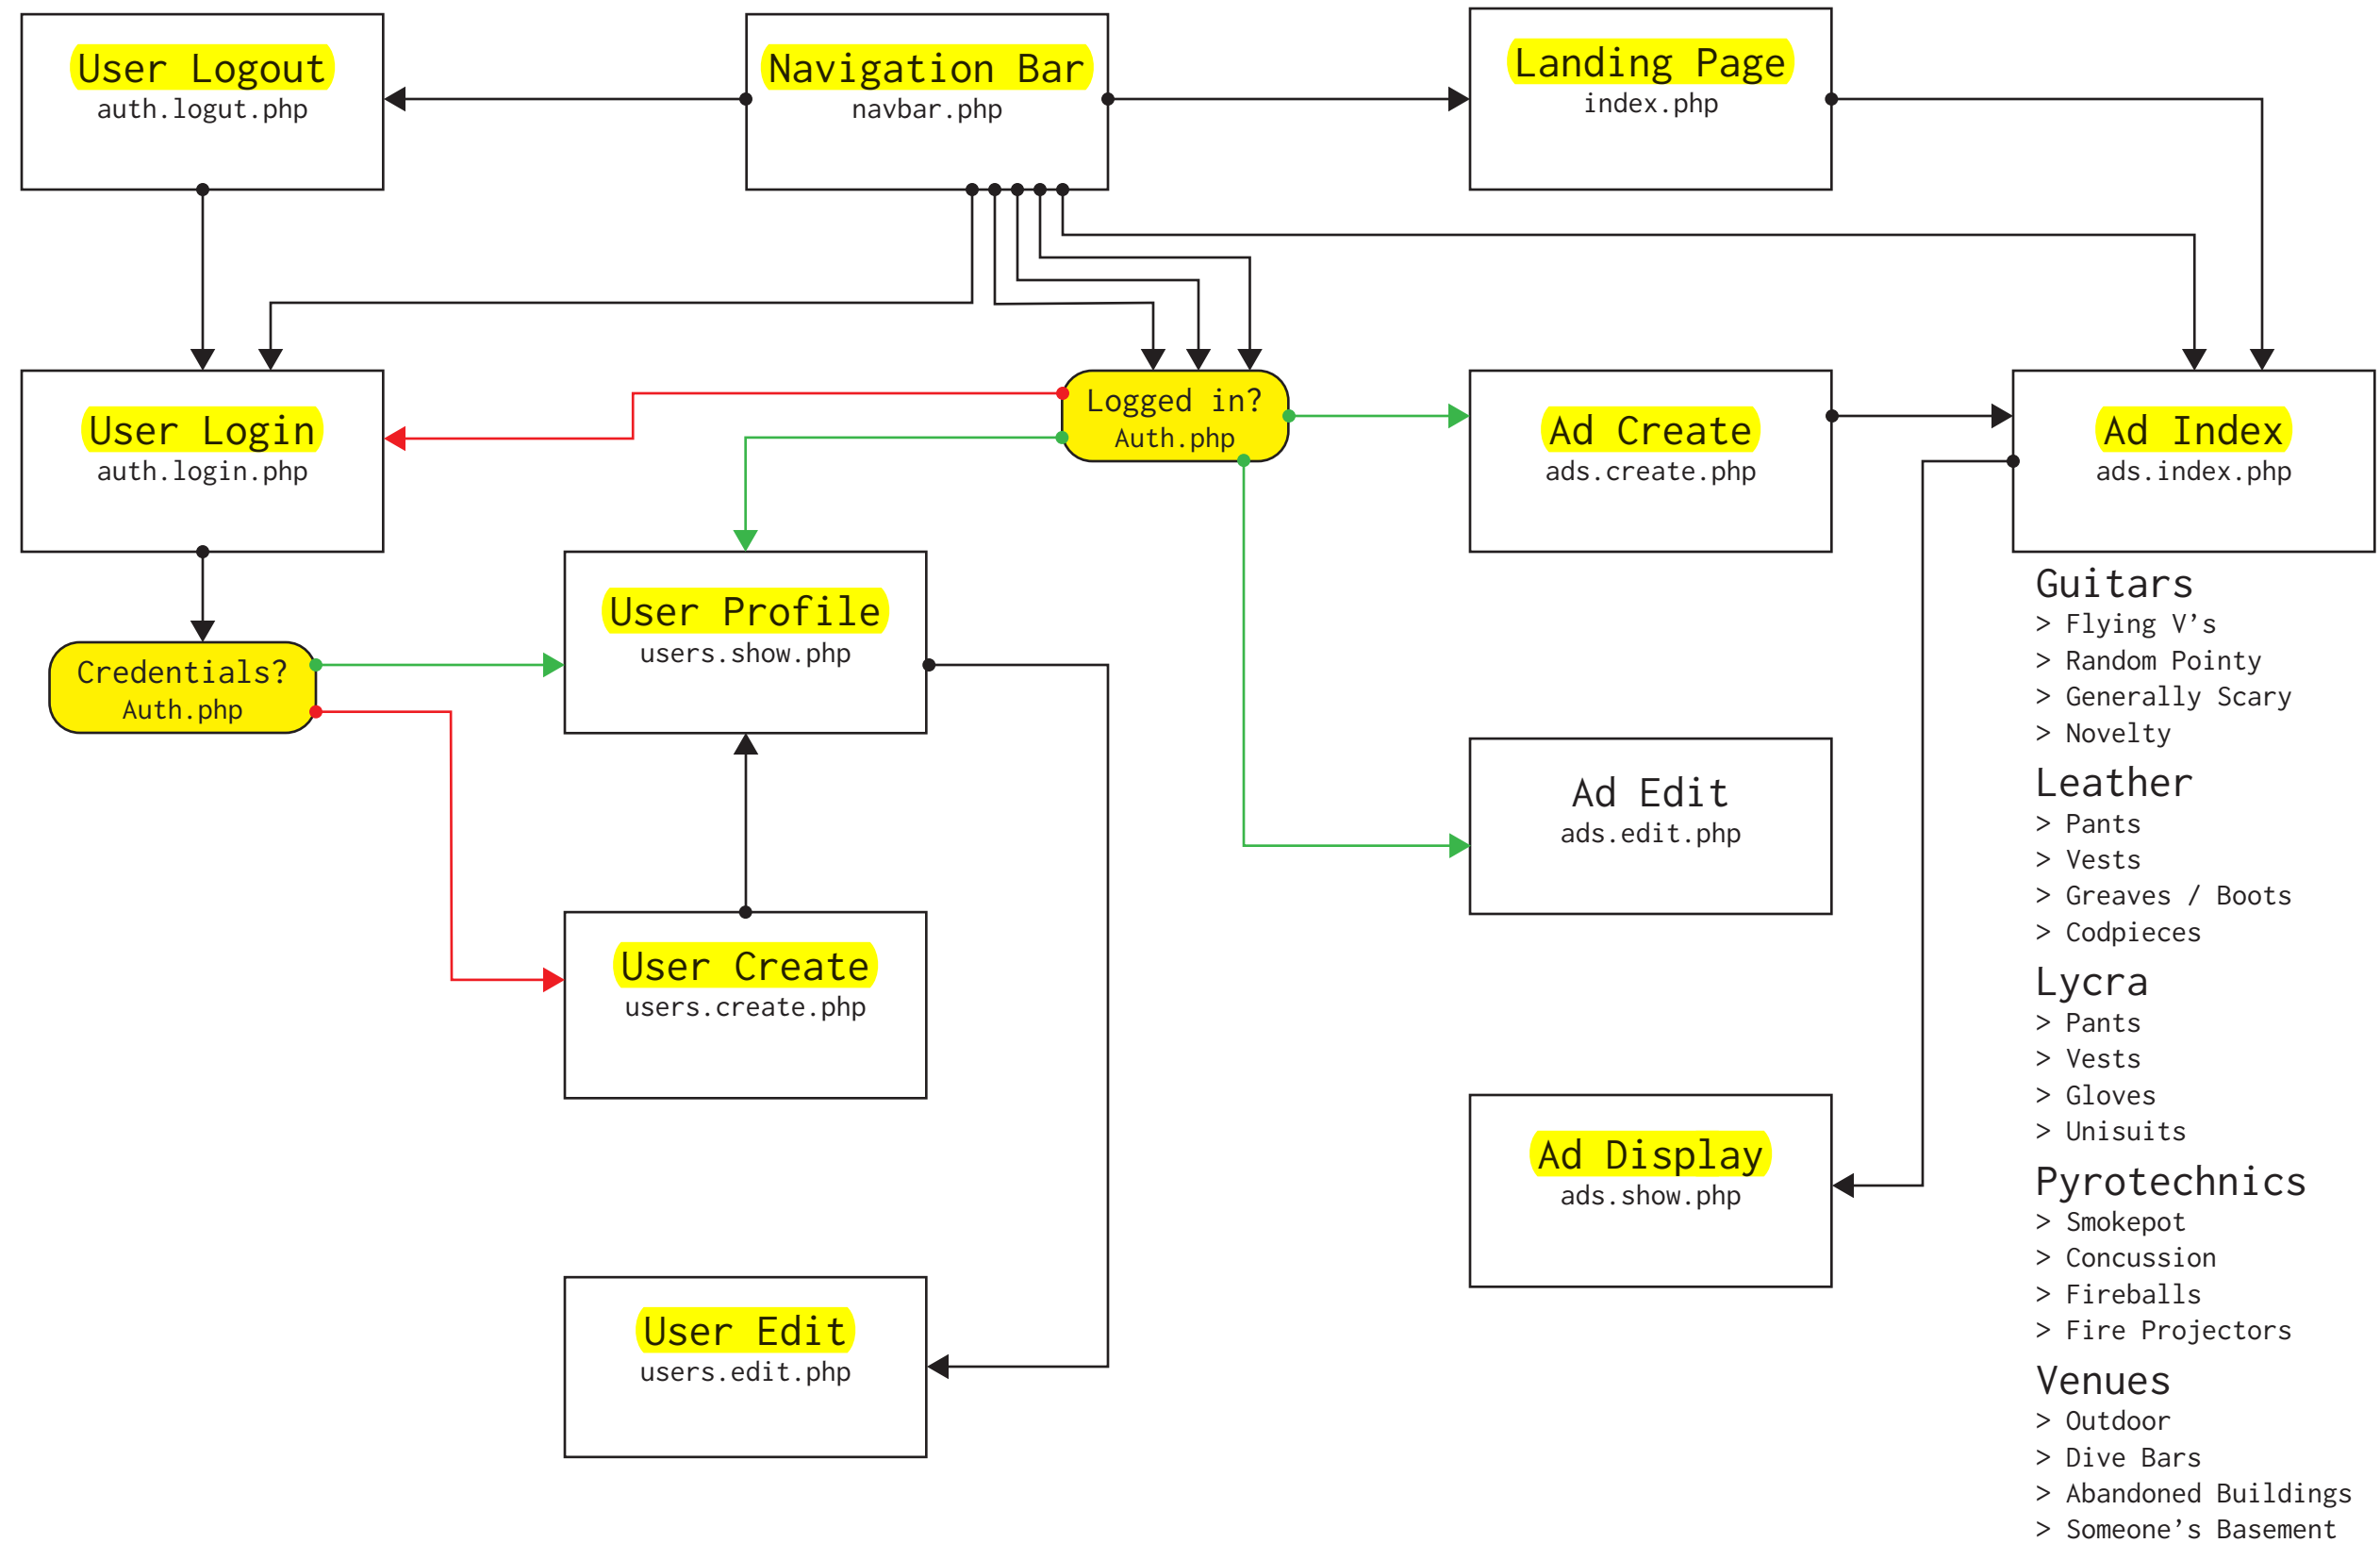 User Logout
auth.logut.php
Navigation Bar
navbar.php
Landing Page
index.php
User Login
auth.login.php
Logged in?
Auth.php
Ad Create
ads.create.php
Ad Index
ads.index.php
Credentials?
Auth.php
User Profile
users.show.php
Ad Edit
ads.edit.php
User Create
users.create.php
Ad Display
ads.show.php
User Edit
users.edit.php
Guitars
> Flying V’s
> Random Pointy
> Generally Scary
> Novelty
Leather
> Pants
> Vests
> Greaves / Boots
> Codpieces
Lycra
> Pants
> Vests
> Gloves
> Unisuits
Pyrotechnics
> Smokepot
> Concussion
> Fireballs
> Fire Projectors
Venues
> Outdoor
> Dive Bars
> Abandoned Buildings
> Someone’s Basement